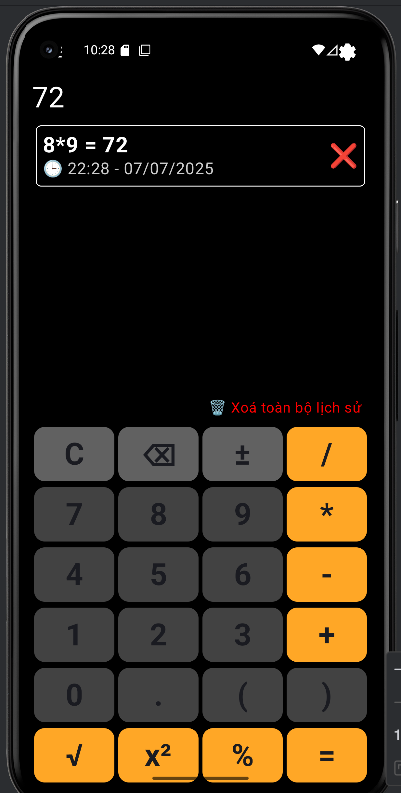 10:28
72
8*9 = 72
22:28 - 07/07/2025
Xoá toàn bộ lịch sử
C ⌫ ± /
7 8 9 *
4 5 6 -
1 2 3 +
0 . ( )
√ x² % =